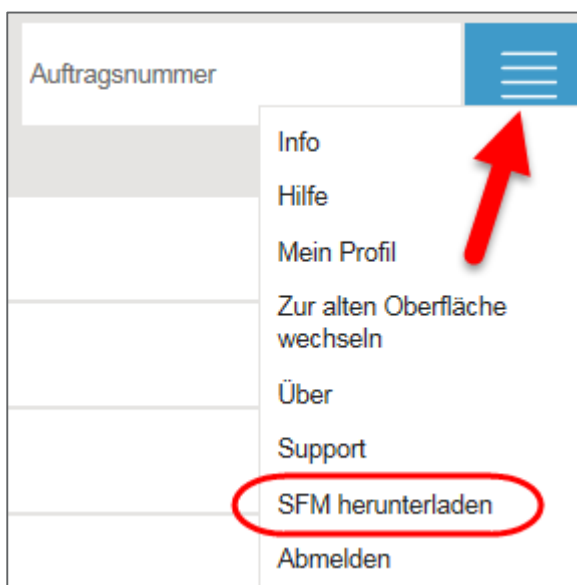 Auftragsnummer
Info
Hilfe
Mein Profil
Zur alten Oberfläche
wechseln
Über
Support
SFM herunterladen
Abmelden